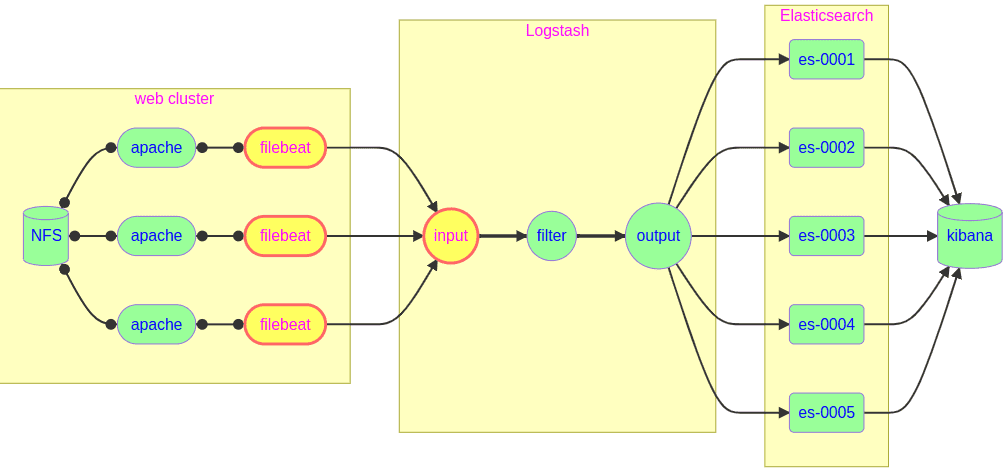 web cluster
NFS
apache
filebeat
apache
filebeat
apache
filebeat
Logstash
input
filter
output
Elasticsearch
es-0001
es-0002
es-0003
es-0004
es-0005
kibana